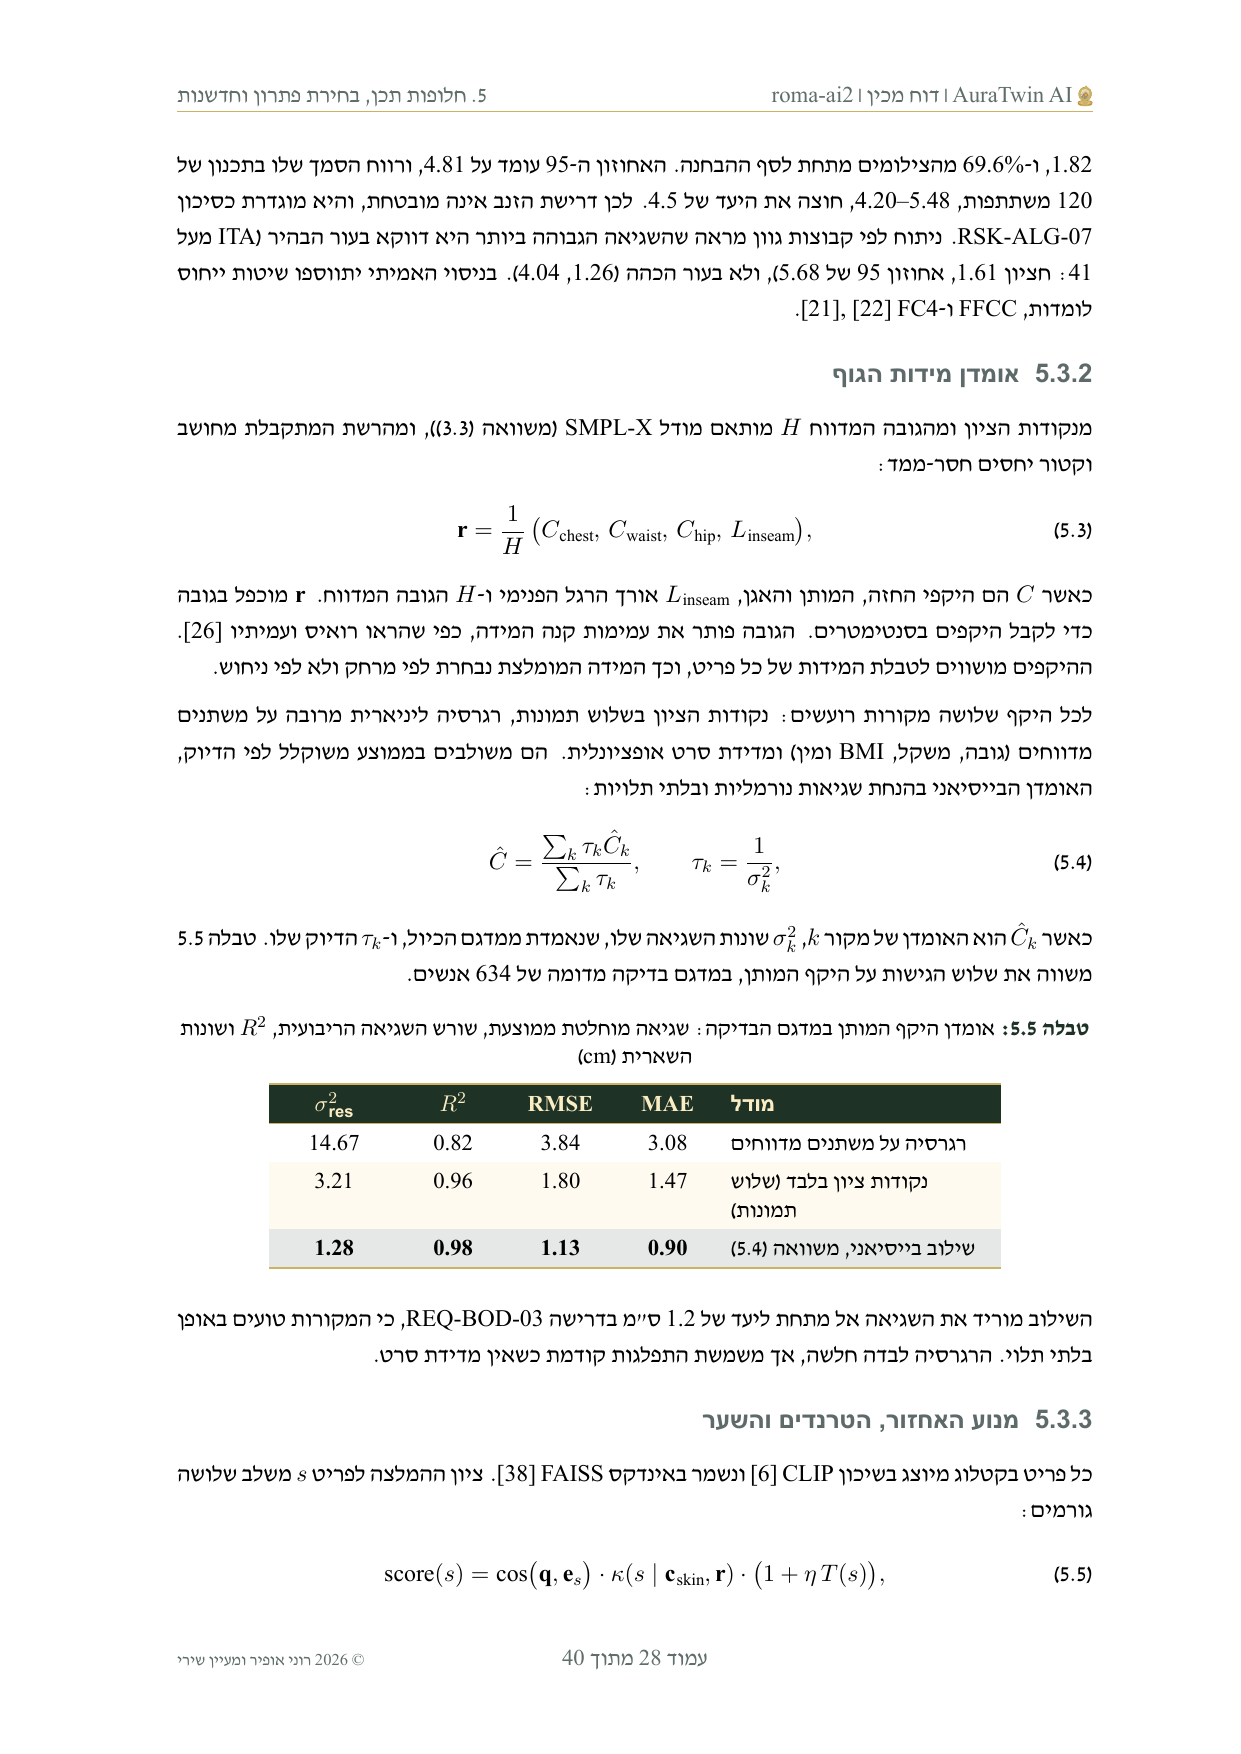 AuraTwin AI | דוח מכין | roma-ai2
5. חלופות תכן, בחירת פתרון וחדשנות
1.82, ו-69.6% מהצילומים מתחת לסף ההבחנה. האחוזון ה-95 עומד על 4.81, ורווח הסמך שלו בתכנון של
120 משתתפות, 4.20–5.48, חוצה את היעד של 4.5. לכן דרישת הזנב אינה מובטחת, והיא מוגדרת כסיכון
RSK-ALG-07. ניתוח לפי קבוצות גוון מראה שהשגיאה הגבוהה ביותר היא דווקא בעור הבהיר (ITA מעל
41: חציון 1.61, אחוזון 95 של 5.68), ולא בעור הכהה (1.26, 4.04). בניסוי האמיתי יתווספו שיטות ייחוס
לומדות, FFCC ו-FC4 [22] ,[21].
5.3.2 אומדן מידות הגוף
מנקודות הציון ומהגובה המדווח H מותאם מודל SMPL-X (משוואה (3.3)), ומהרשת המתקבלת מחושב
וקטור יחסים חסר-ממד:
r = 1/H (C_chest, C_waist, C_hip, L_inseam), (5.3)
כאשר C הם היקפי החזה, המותן והאגן, L_inseam אורך הרגל הפנימי ו-H הגובה המדווח. r מוכפל בגובה
כדי לקבל היקפים בסנטימטרים. הגובה פותר את עמימות קנה המידה, כפי שהראו רואיס ועמיתיו [26].
ההיקפים מושווים לטבלת המידות של כל פריט, וכך המידה המומלצת נבחרת לפי מרחק ולא לפי ניחוש.
לכל היקף שלושה מקורות רועשים: נקודות הציון בשלוש תמונות, רגרסיה ליניארית מרובה על משתנים
מדווחים (גובה, משקל, BMI ומין) ומדידת סרט אופציונלית. הם משולבים בממוצע משוקלל לפי הדיוק,
האומדן הבייסיאני בהנחת שגיאות נורמליות ובלתי תלויות:
Ĉ = ∑_k τ_k Ĉ_k / ∑_k τ_k, τ_k = 1/σ_k^2, (5.4)
כאשר Ĉ_k הוא האומדן של מקור k, σ_k^2 שונות השגיאה שלו, שנאמדת ממדגם הכיול, ו-τ_k הדיוק שלו. טבלה 5.5
משווה את שלוש הגישות על היקף המותן, במדגם בדיקה מדומה של 634 אנשים.
טבלה 5.5: אומדן היקף המותן במדגם הבדיקה: שגיאה מוחלטת ממוצעת, שורש השגיאה הריבועית, R^2 ושונות
השארית (cm)
מודל MAE RMSE R^2 σ^2_res
רגרסיה על משתנים מדווחים 3.08 3.84 0.82 14.67
נקודות ציון בלבד (שלוש 1.47 1.80 0.96 3.21
תמונות)
שילוב בייסיאני, משוואה (5.4) 0.90 1.13 0.98 1.28
השילוב מוריד את השגיאה אל מתחת ליעד של 1.2 ס״מ בדרישה REQ-BOD-03, כי המקורות טועים באופן
בלתי תלוי. הרגרסיה לבדה חלשה, אך משמשת התפלגות קודמת כשאין מדידת סרט.
5.3.3 מנוע האחזור, הטרנדים והשער
כל פריט בקטלוג מיוצג בשיכון CLIP [6] ונשמר באינדקס FAISS [38]. ציון ההמלצה לפריט s משלב שלושה
גורמים:
score(s) = cos(q, e_s) · κ(s | c_skin, r) · (1 + η T(s)), (5.5)
עמוד 28 מתוך 40
© 2026 רוני אופיר ומעיין שירי